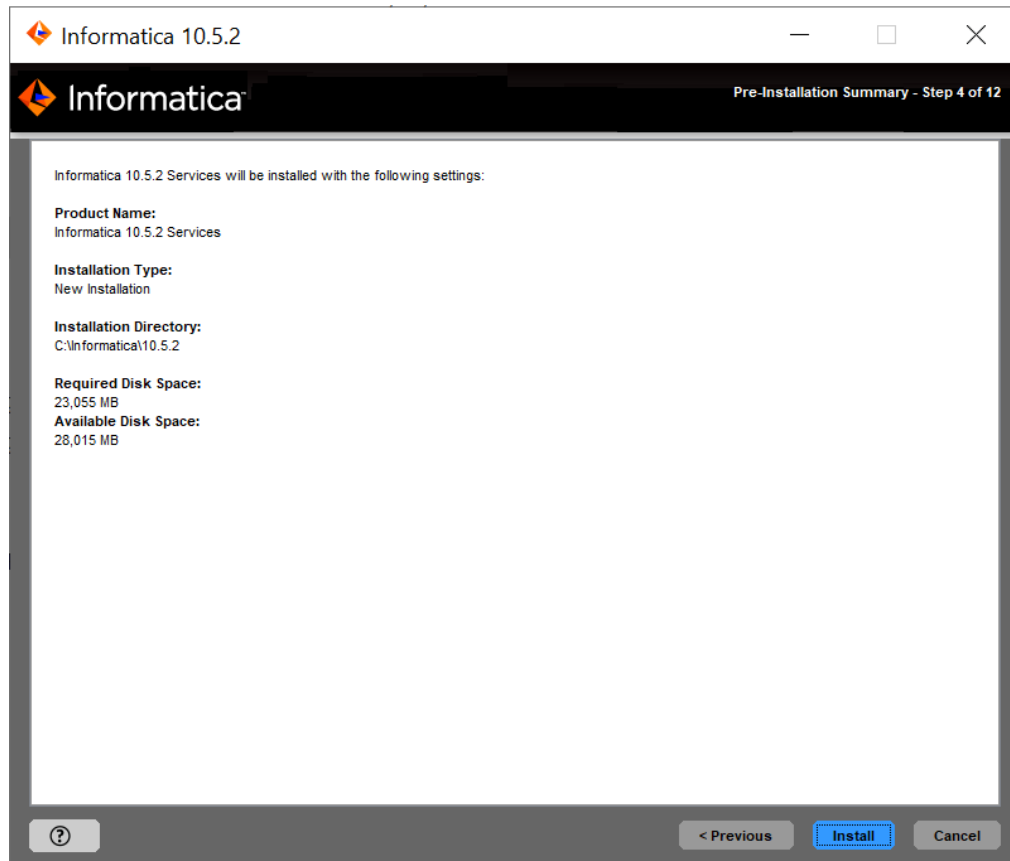 Informatica 10.5.2
Informatica
Pre-Installation Summary - Step 4 of 12
Informatica 10.5.2 Services will be installed with the following settings:
Product Name:
Informatica 10.5.2 Services
Installation Type:
New Installation
Installation Directory:
C:\Informatica\10.5.2
Required Disk Space:
23,055 MB
Available Disk Space:
28,015 MB
?
< Previous
Install
Cancel